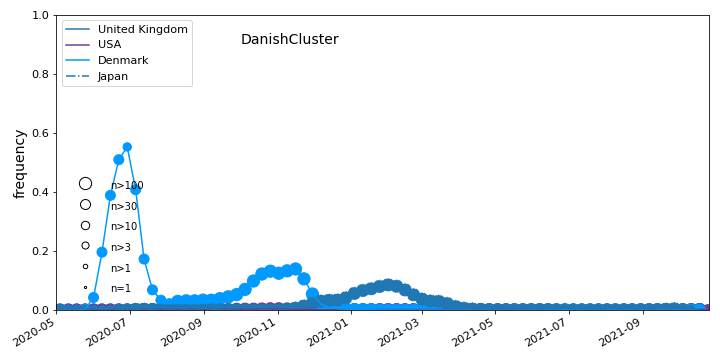 DanishCluster
United Kingdom
USA
Denmark
Japan
frequency
1.0
0.8
0.6
0.4
0.2
0.0
n>100
n>30
n>10
n>3
n>1
n=1
2020-05
2020-07
2020-09
2020-11
2021-01
2021-03
2021-05
2021-07
2021-09